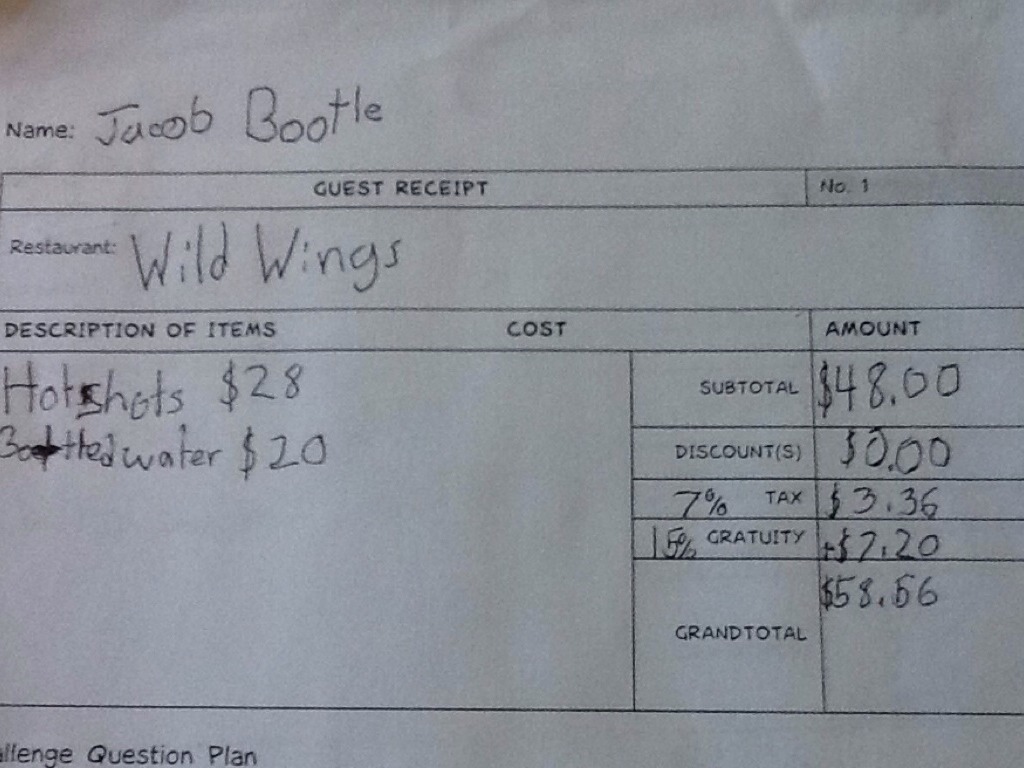 Name: Jacob Bootle
GUEST RECEIPT No. 1
Restaurant: Wild Wings
DESCRIPTION OF ITEMS COST AMOUNT
Hotshots $28 SUBTOTAL $48.00
Bottled water $20 DISCOUNT(S) $0.00
7% TAX $3.36
15% GRATUITY +$7.20
$58.56
GRANDTOTAL
allenge Question Plan